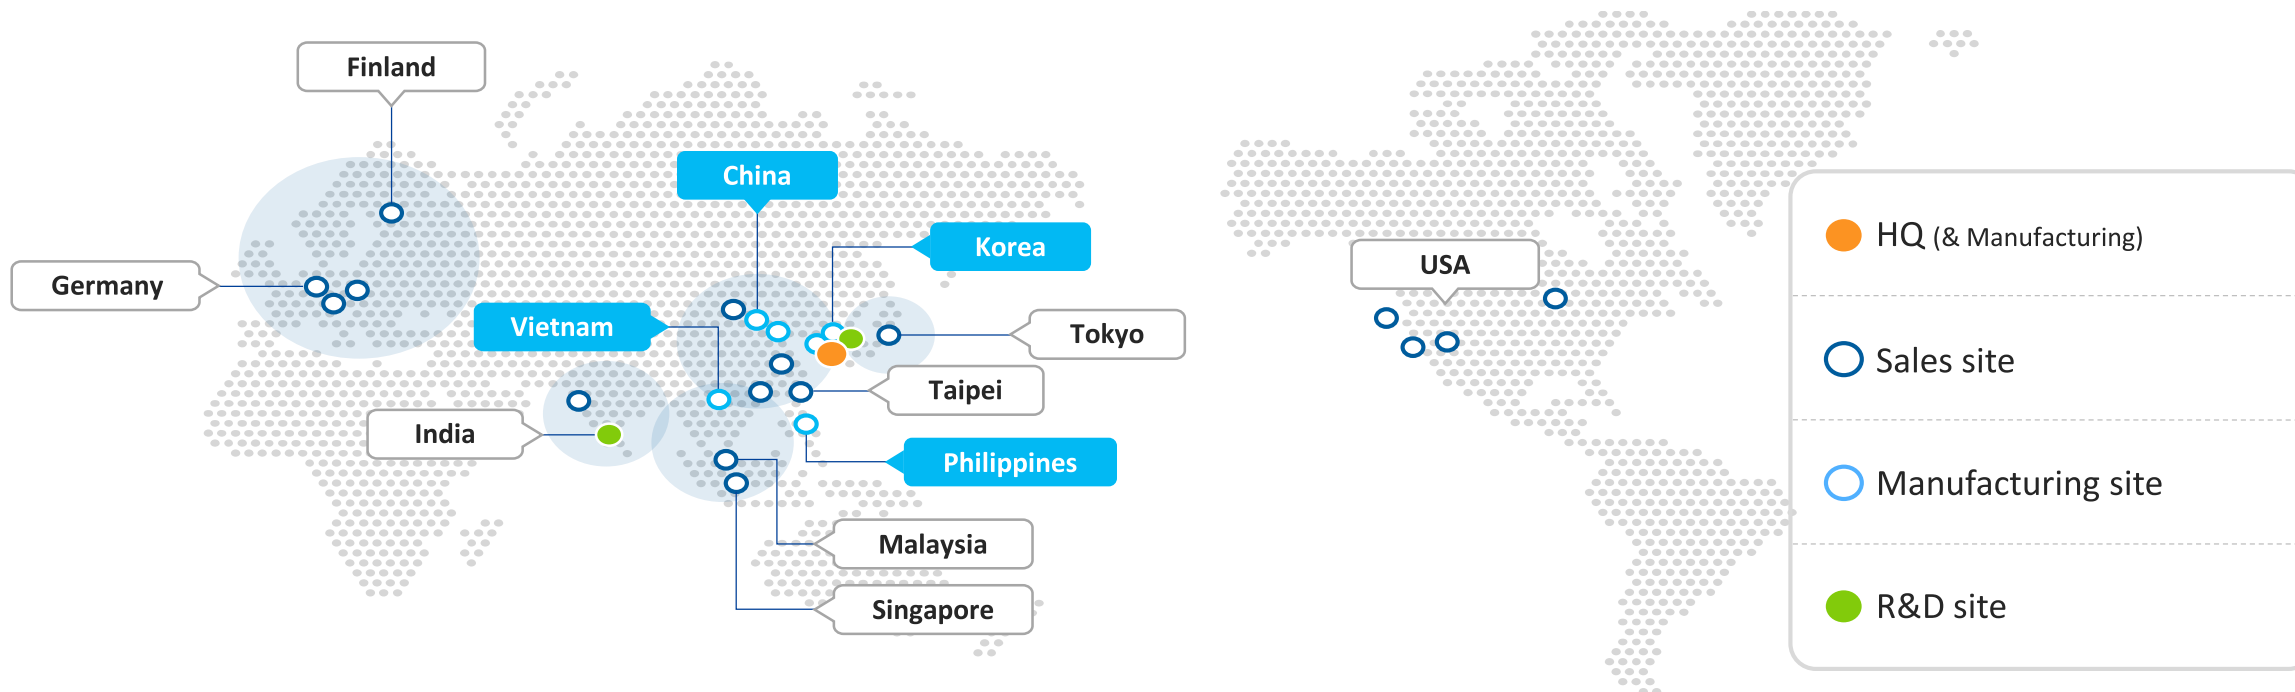 Finland
China
Korea
Germany
USA
Vietnam
Tokyo
Taipei
India
Philippines
Malaysia
Singapore
HQ (& Manufacturing)
Sales site
Manufacturing site
R&D site